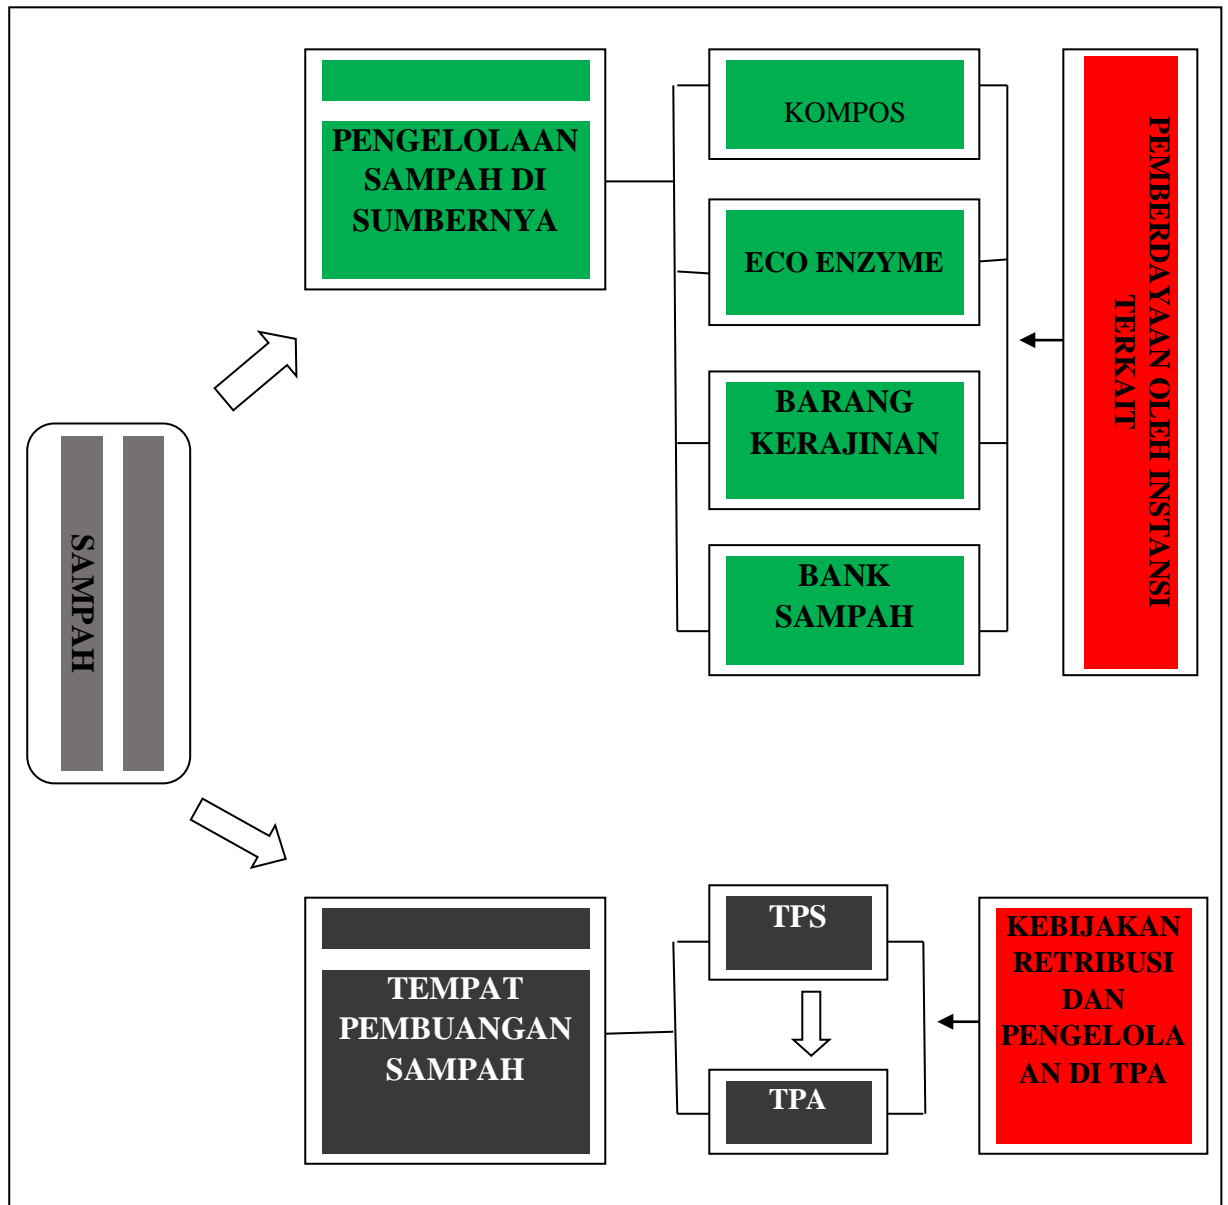 SAMPAH
PENGELOLAAN
SAMPAH DI
SUMBERNYA
KOMPOS
ECO ENZYME
BARANG
KERAJINAN
BANK
SAMPAH
PEMBERDAYAAN OLEH INSTANSI
TERKAIT
TEMPAT
PEMBUANGAN
SAMPAH
TPS
TPA
KEBIJAKAN
RETRIBUSI
DAN
PENGELOLA
AN DI TPA